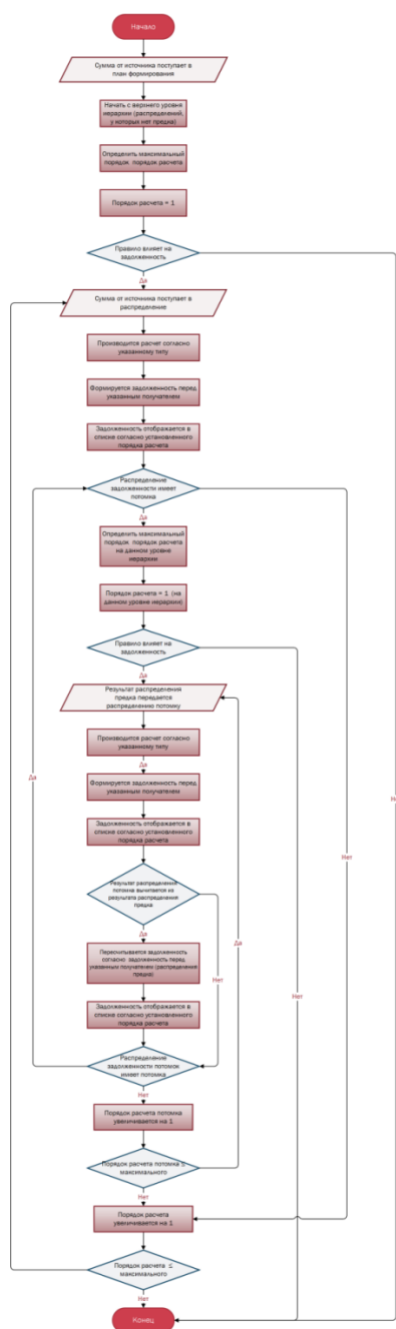 Начало
Сумма от источника поступает в
план формирования
Начать с верхнего уровня
иерархии (распределений,
у которых нет предка)
Определить максимальный
порядок порядок расчета
Порядок расчета = 1
Правило влияет на
задолженность
Да
Сумма от источника поступает в
распределение
Производится расчет согласно
указанному типу
Формируется задолженность перед
указанным получателем
Задолженность отображается в
списке согласно установленного
порядка расчета
Распределение
задолженности имеет
потомка
Да
Определить максимальный
порядок порядок расчета
на данном уровне
иерархии
Порядок расчета = 1 (на
данном уровне иерархии)
Правило влияет на
задолженность
Да
Результат распределения
предка передается
распределению потомку
Производится расчет согласно
указанному типу
Да
Да
Формируется задолженность перед
указанным получателем
Нет
Задолженность отображается в
списке согласно установленного
порядка расчета
Нет
Результат распределения
потомка вычитается из
результата распределения
предка
Да
Да
Пересчитывается задолженность
согласно задолженность перед
указанным получателем (распределения
предка)
Нет
Нет
Задолженность отображается в
списке согласно установленного
порядка расчета
Распределение
задолженности потомок
имеет потомка
Нет
Порядок расчета потомка
увеличивается на 1
Порядок расчета потомка ≤
максимального
Нет
Порядок расчета
увеличивается на 1
Порядок расчета ≤
максимального
Нет
Конец